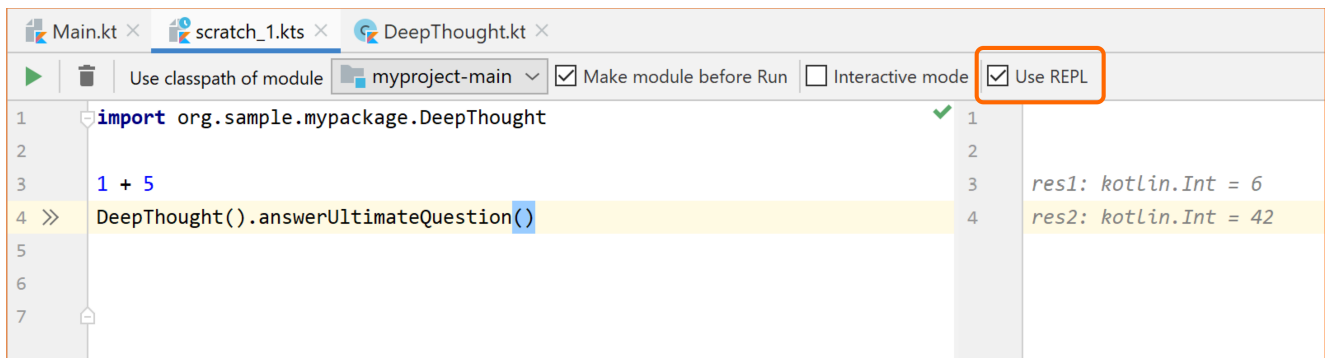 Main.kt scratch_1.kts DeepThought.kt
Use classpath of module myproject-main Make module before Run Interactive mode Use REPL
1 import org.sample.mypackage.DeepThought 1
2 2
3 1 + 5 3 res1: kotlin.Int = 6
4 DeepThought().answerUltimateQuestion() 4 res2: kotlin.Int = 42
5
6
7